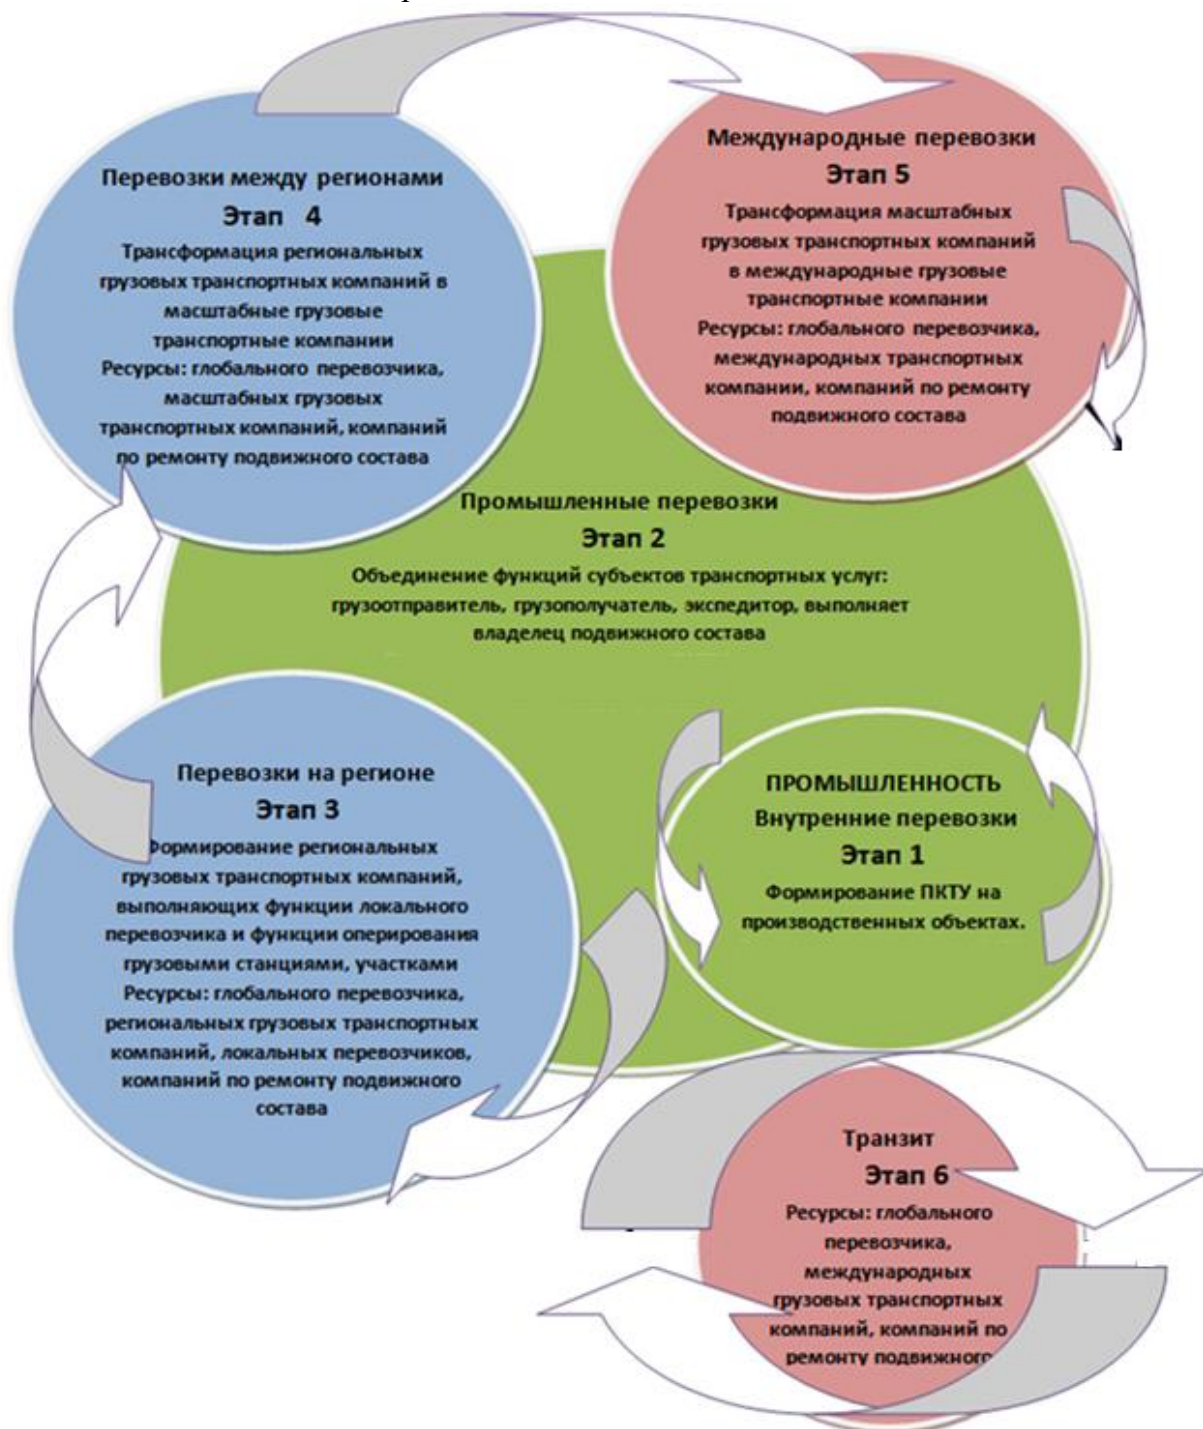 Перевозки между регионами
Этап 4
Трансформация региональных
грузовых транспортных компаний в
масштабные грузовые
транспортные компании
Ресурсы: глобального перевозчика,
масштабных грузовых
транспортных компаний, компаний
по ремонту подвижного состава
Международные перевозки
Этап 5
Трансформация масштабных
грузовых транспортных компаний
в международные грузовые
транспортные компании
Ресурсы: глобального перевозчика,
международных транспортных
компании, компаний по ремонту
подвижного состава
Промышленные перевозки
Этап 2
Объединение функций субъектов транспортных услуг:
грузоотправитель, грузополучатель, экспедитор, выполняет
владелец подвижного состава
Перевозки на регионе
Этап 3
Формирование региональных
грузовых транспортных компаний,
выполняющих функции локального
перевозчика и функции оперирования
грузовыми станциями, участками
Ресурсы: глобального перевозчика,
региональных грузовых транспортных
компаний, локальных перевозчиков,
компаний по ремонту подвижного
состава
ПРОМЫШЛЕННОСТЬ
Внутренние перевозки
Этап 1
Формирование ПКТУ на
производственных объектах.
Транзит
Этап 6
Ресурсы: глобального
перевозчика,
международных
грузовых транспортных
компаний, компаний по
ремонту подвижного